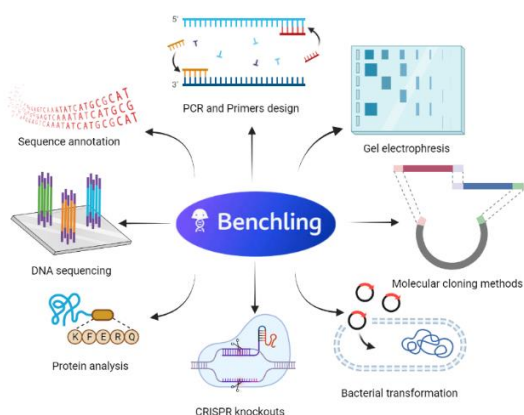 5'
3'
PCR and Primers design
Gel electrophresis
Sequence annotation
Benchling
DNA sequencing
Molecular cloning methods
K F E R Q
Protein analysis
CRISPR knockouts
Bacterial transformation